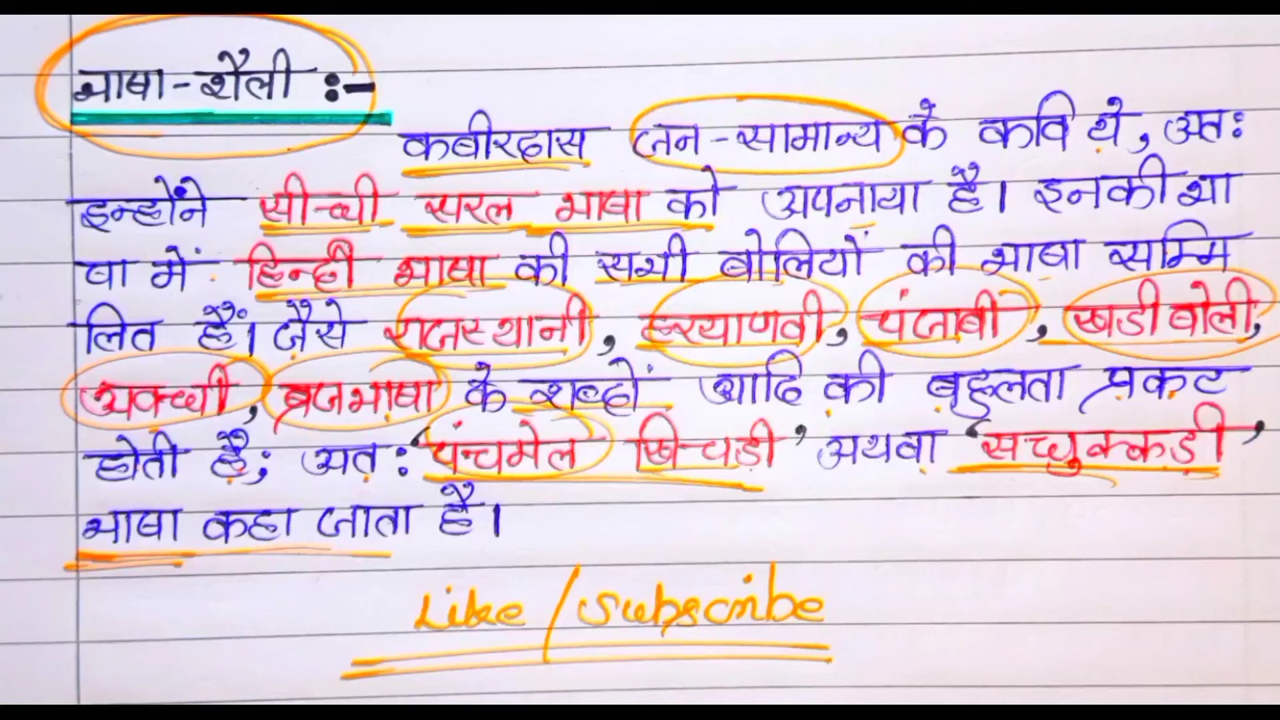 भाषा-शैली :-
कबीरदास जन-सामान्य के कवि थे, अतः
इन्होंने सीधी सरल भाषा को अपनाया है। इनकी भा
षा में हिन्दी भाषा की सभी बोलियों की भाषा सम्मि
लित हैं। जैसे राजस्थानी, हरयाणवी, पंजाबी, खडी बोली,
अवधी, ब्रजभाषा के शब्दों आदि की बहुलता प्रकट
होती है; अतः 'पंचमेल खिचड़ी' अथवा 'सधुक्कड़ी'
भाषा कहा जाता है।
Like / Subscribe